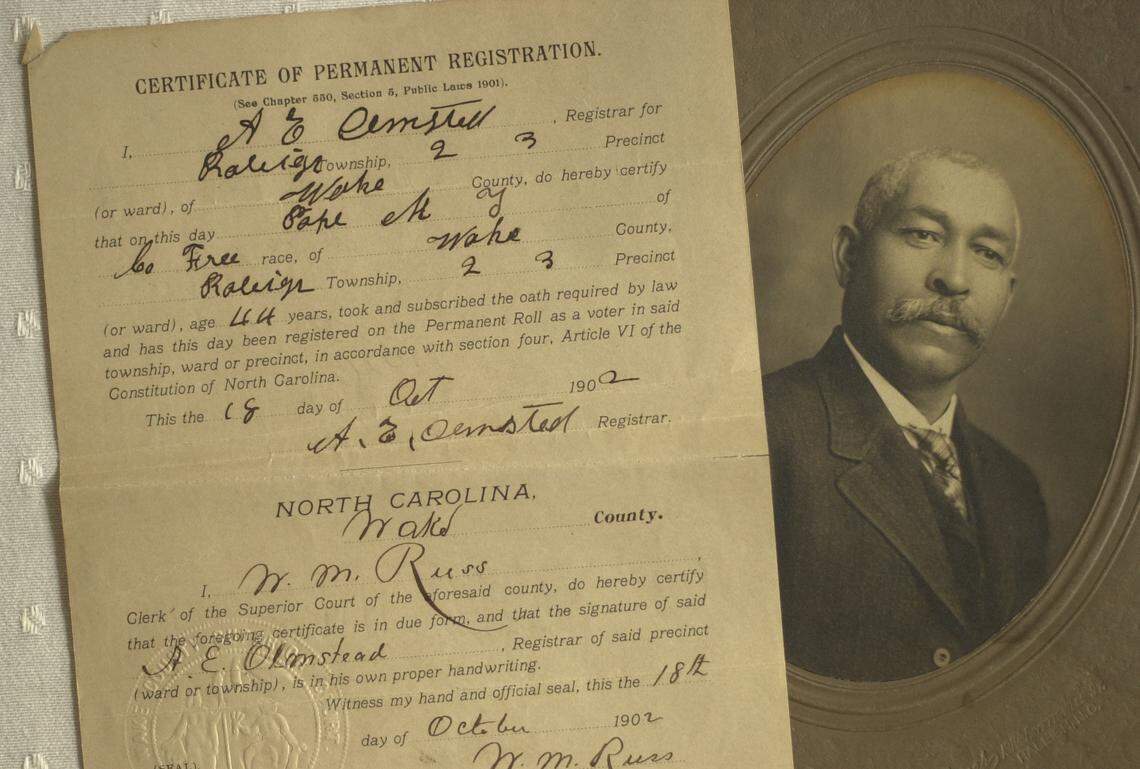 CERTIFICATE OF PERMANENT REGISTRATION.
(See Chapter 550, Section 5, Public Laws 1901).
I, A E Olmsted, Registrar for
Raleigh Township, 2 3 Precinct
(or ward), of Wake County, do hereby certify
that on this day Pope M of
Co Free race, of Wake County,
Raleigh Township, 2 3 Precinct
(or ward), age 44 years, took and subscribed the oath required by law
and has this day been registered on the Permanent Roll as a voter in said
township, ward or precinct, in accordance with section four, Article VI of the
Constitution of North Carolina.
This the 18 day of Oct 1902
A. E. Olmsted Registrar.
NORTH CAROLINA,
Wake County.
I, W. M. Russ,
Clerk of the Superior Court of the aforesaid county, do hereby certify
that the foregoing certificate is in due form, and that the signature of said
A. E. Olmstead, Registrar of said precinct
(ward or township), is in his own proper handwriting.
Witness my hand and official seal, this the 18th
day of October 1902
W. M. Russ
(SEAL).